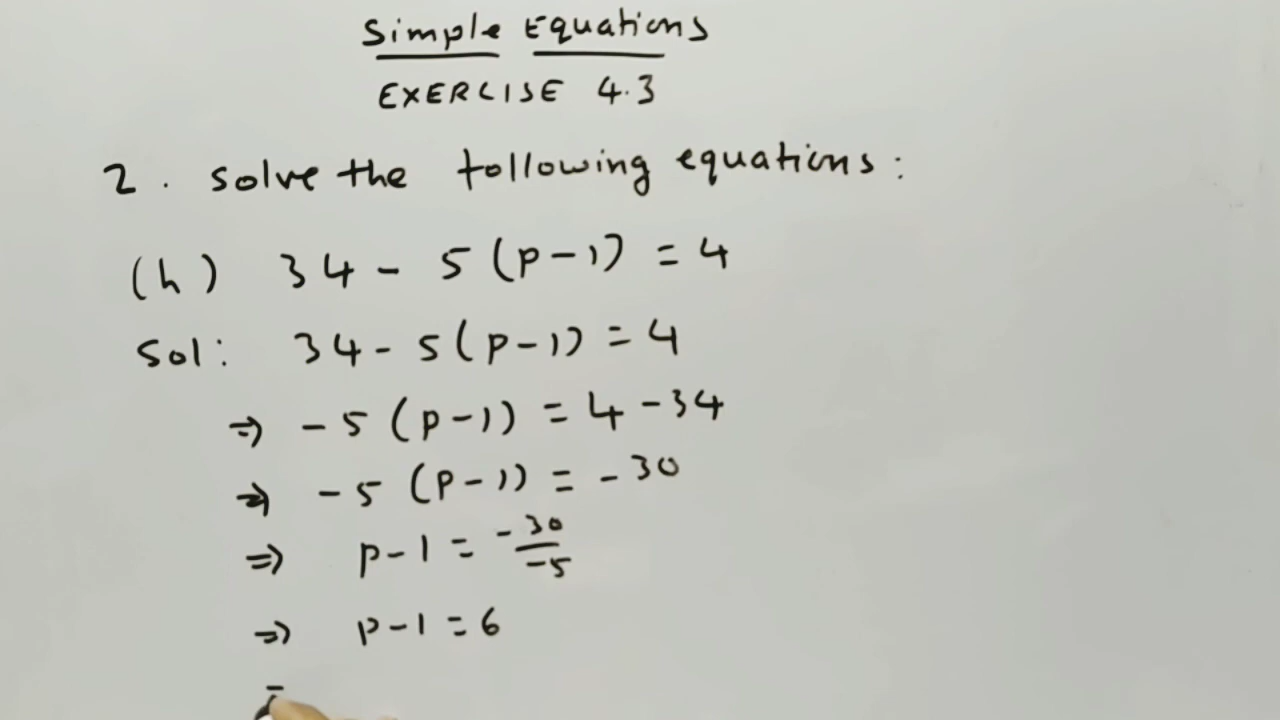 Simple Equations
EXERCISE 4.3
2. solve the following equations:
(h) 34 - 5(p-1) = 4
Sol: 34 - 5(p-1) = 4
⇒ -5(p-1) = 4-34
⇒ -5(p-1) = -30
⇒ p-1 = -30/-5
⇒ p-1 = 6